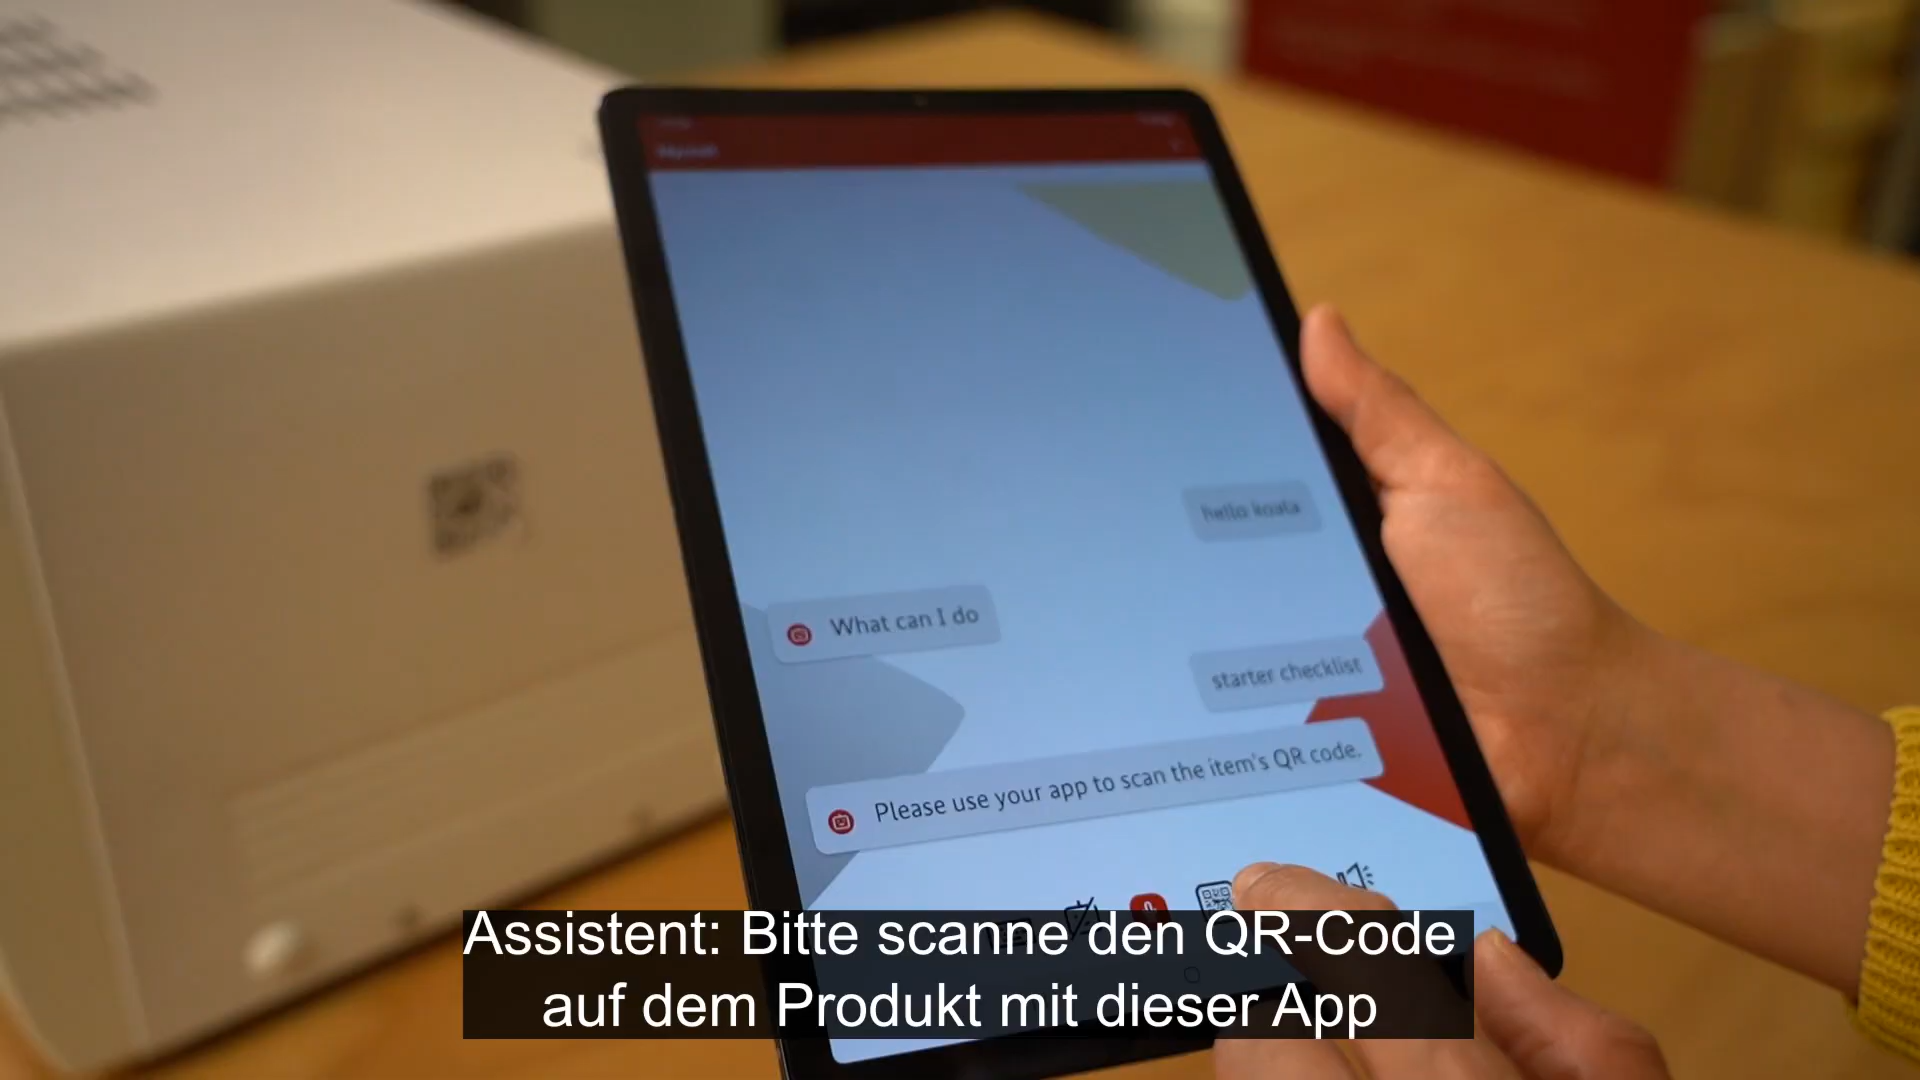 hello koala
What can I do
starter checklist
Please use your app to scan the item's QR code.
Assistent: Bitte scanne den QR-Code
auf dem Produkt mit dieser App